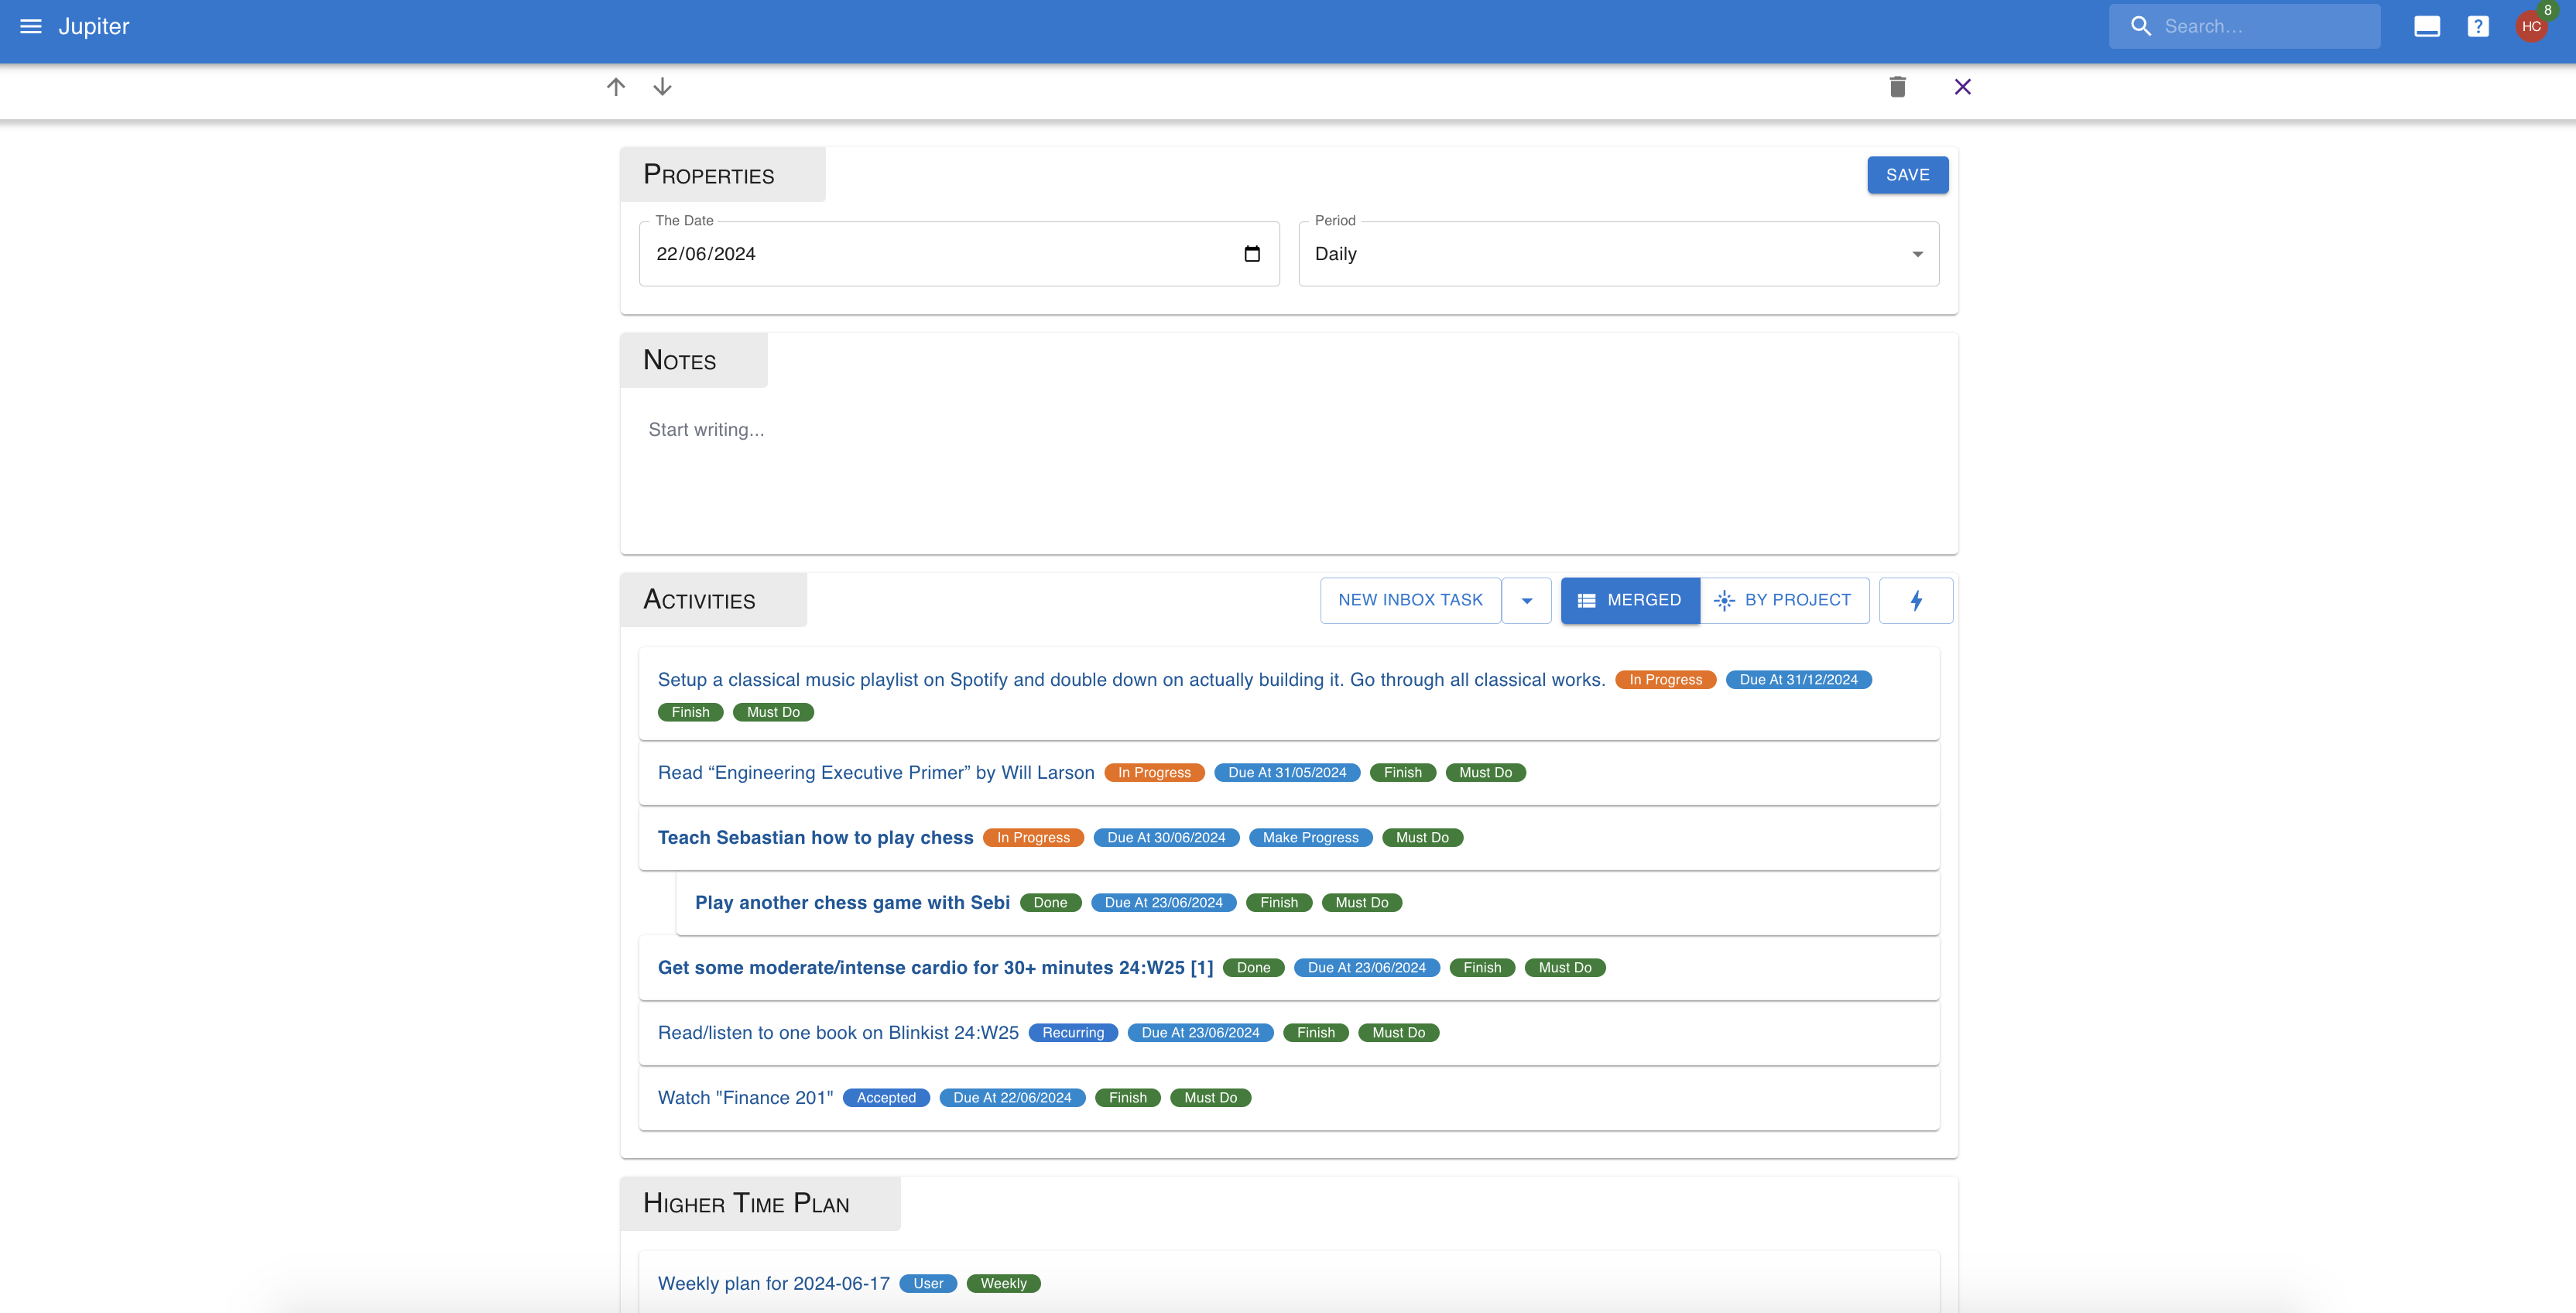 Jupiter
Search...
HC
8
Properties
SAVE
The Date
22/06/2024
Period
Daily
Notes
Start writing...
Activities
NEW INBOX TASK
MERGED
BY PROJECT
Setup a classical music playlist on Spotify and double down on actually building it. Go through all classical works. In Progress Due At 31/12/2024
Finish Must Do
Read “Engineering Executive Primer” by Will Larson In Progress Due At 31/05/2024 Finish Must Do
Teach Sebastian how to play chess In Progress Due At 30/06/2024 Make Progress Must Do
Play another chess game with Sebi Done Due At 23/06/2024 Finish Must Do
Get some moderate/intense cardio for 30+ minutes 24:W25 [1] Done Due At 23/06/2024 Finish Must Do
Read/listen to one book on Blinkist 24:W25 Recurring Due At 23/06/2024 Finish Must Do
Watch "Finance 201" Accepted Due At 22/06/2024 Finish Must Do
Higher Time Plan
Weekly plan for 2024-06-17 User Weekly